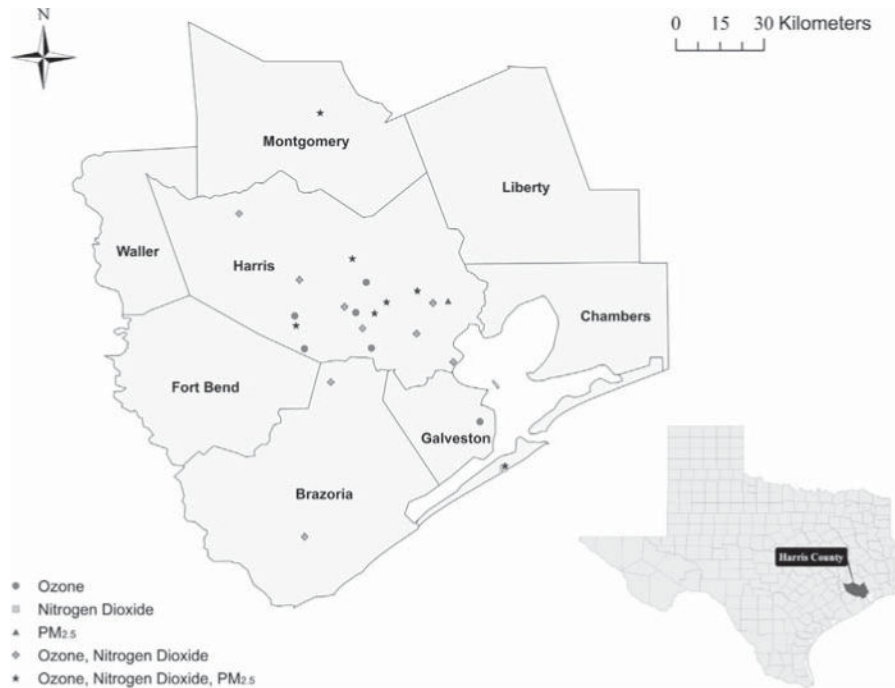 N
0 15 30 Kilometers
Montgomery
Liberty
Waller
Harris
Chambers
Fort Bend
Galveston
Brazoria
Harris County
Ozone
Nitrogen Dioxide
PM2.5
Ozone, Nitrogen Dioxide
Ozone, Nitrogen Dioxide, PM2.5